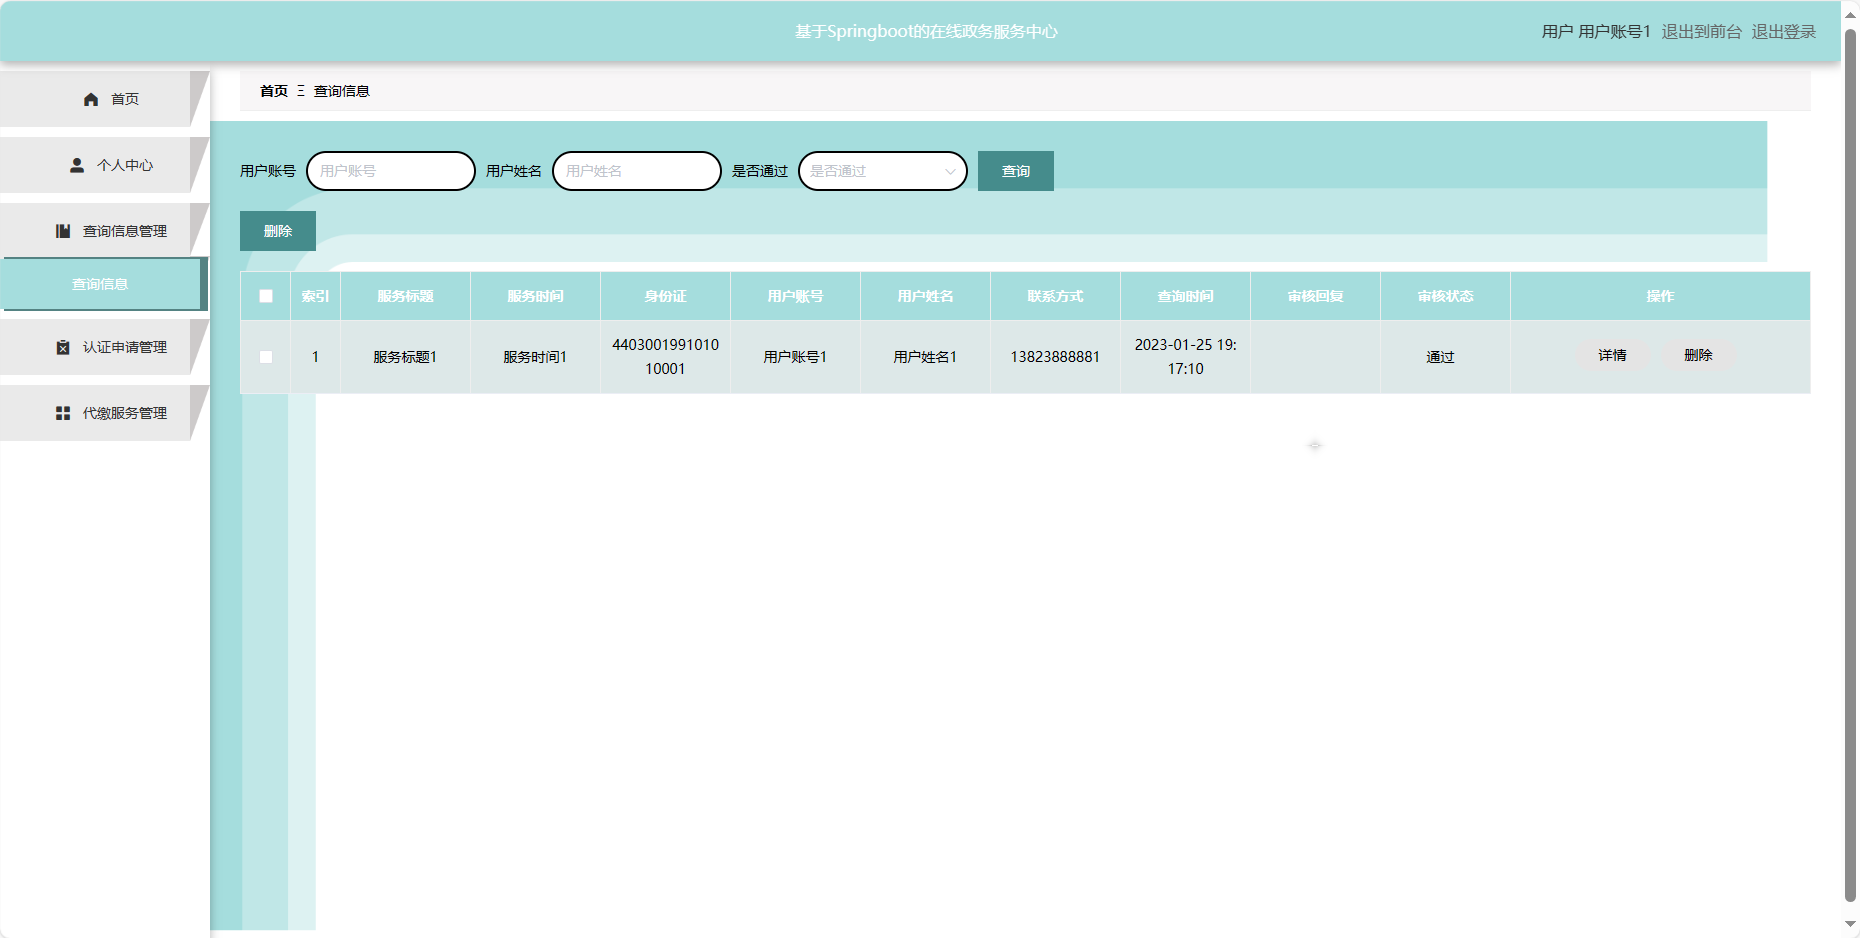 基于Springboot的在线政务服务中心
用户 用户账号1 退出到前台 退出登录
首页
个人中心
查询信息管理
查询信息
认证申请管理
代缴服务管理
首页 Ξ 查询信息
用户账号 用户账号 用户姓名 用户姓名 是否通过 是否通过 查询
删除
索引 服务标题 服务时间 身份证 用户账号 用户姓名 联系方式 查询时间 审核回复 审核状态 操作
1 服务标题1 服务时间1 4403001991010 用户账号1 用户姓名1 13823888881 2023-01-25 19: 通过 详情 删除
10001 17:10